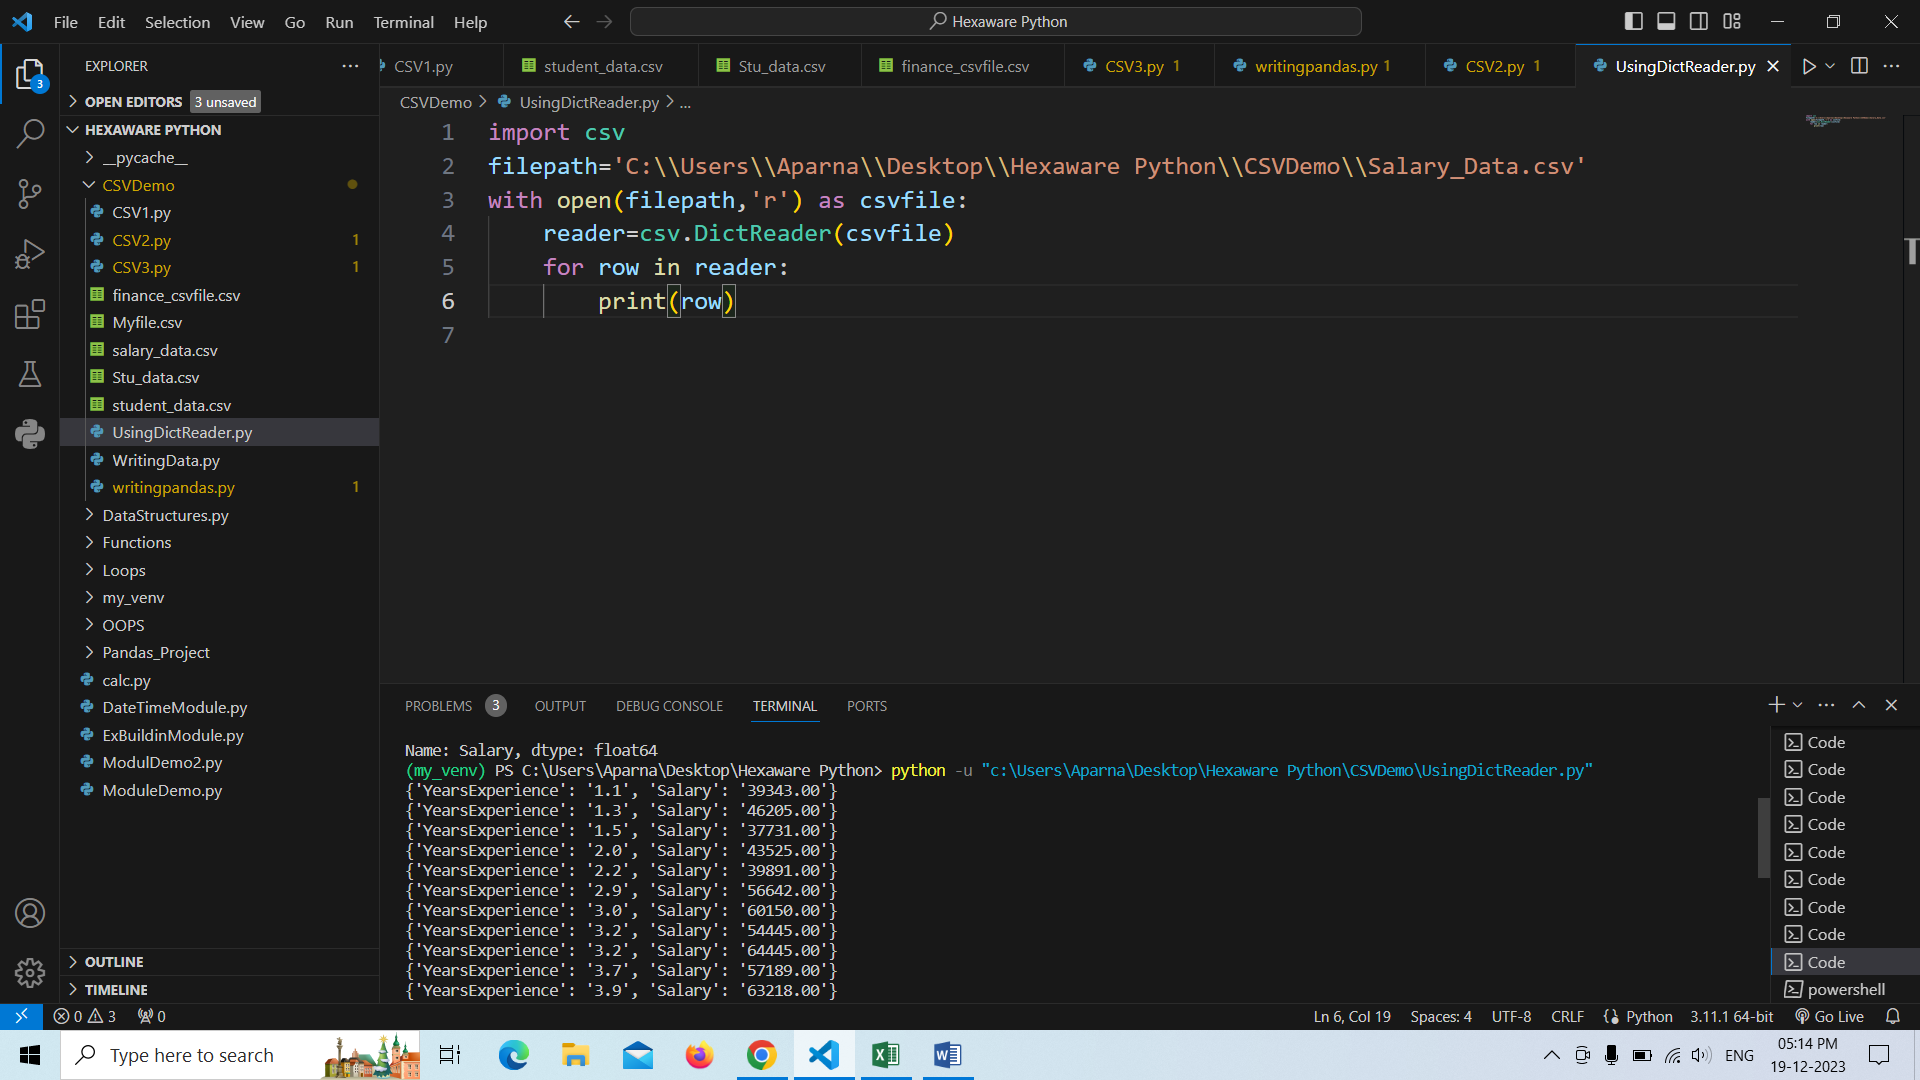 File Edit Selection View Go Run Terminal Help
Hexaware Python
EXPLORER
3
OPEN EDITORS 3 unsaved
HEXAWARE PYTHON
__pycache__
CSVDemo
CSV1.py
CSV2.py 1
CSV3.py 1
finance_csvfile.csv
Myfile.csv
salary_data.csv
Stu_data.csv
student_data.csv
UsingDictReader.py
WritingData.py
writingpandas.py 1
DataStructures.py
Functions
Loops
my_venv
OOPS
Pandas_Project
calc.py
DateTimeModule.py
ExBuildinModule.py
ModulDemo2.py
ModuleDemo.py
OUTLINE
TIMELINE
CSV1.py student_data.csv Stu_data.csv finance_csvfile.csv CSV3.py 1 writingpandas.py 1 CSV2.py 1 UsingDictReader.py
CSVDemo > UsingDictReader.py > ...
1 import csv
2 filepath='C:\\Users\\Aparna\\Desktop\\Hexaware Python\\CSVDemo\\Salary_Data.csv'
3 with open(filepath,'r') as csvfile:
4 reader=csv.DictReader(csvfile)
5 for row in reader:
6 print(row)
7
PROBLEMS 3 OUTPUT DEBUG CONSOLE TERMINAL PORTS
Name: Salary, dtype: float64
(my_venv) PS C:\Users\Aparna\Desktop\Hexaware Python> python -u "c:\Users\Aparna\Desktop\Hexaware Python\CSVDemo\UsingDictReader.py"
{'YearsExperience': '1.1', 'Salary': '39343.00'}
{'YearsExperience': '1.3', 'Salary': '46205.00'}
{'YearsExperience': '1.5', 'Salary': '37731.00'}
{'YearsExperience': '2.0', 'Salary': '43525.00'}
{'YearsExperience': '2.2', 'Salary': '39891.00'}
{'YearsExperience': '2.9', 'Salary': '56642.00'}
{'YearsExperience': '3.0', 'Salary': '60150.00'}
{'YearsExperience': '3.2', 'Salary': '54445.00'}
{'YearsExperience': '3.2', 'Salary': '64445.00'}
{'YearsExperience': '3.7', 'Salary': '57189.00'}
{'YearsExperience': '3.9', 'Salary': '63218.00'}
Code
Code
Code
Code
Code
Code
Code
Code
Code
powershell
0 3 0 Ln 6, Col 19 Spaces: 4 UTF-8 CRLF Python 3.11.1 64-bit Go Live
Type here to search
ENG
05:14 PM
19-12-2023